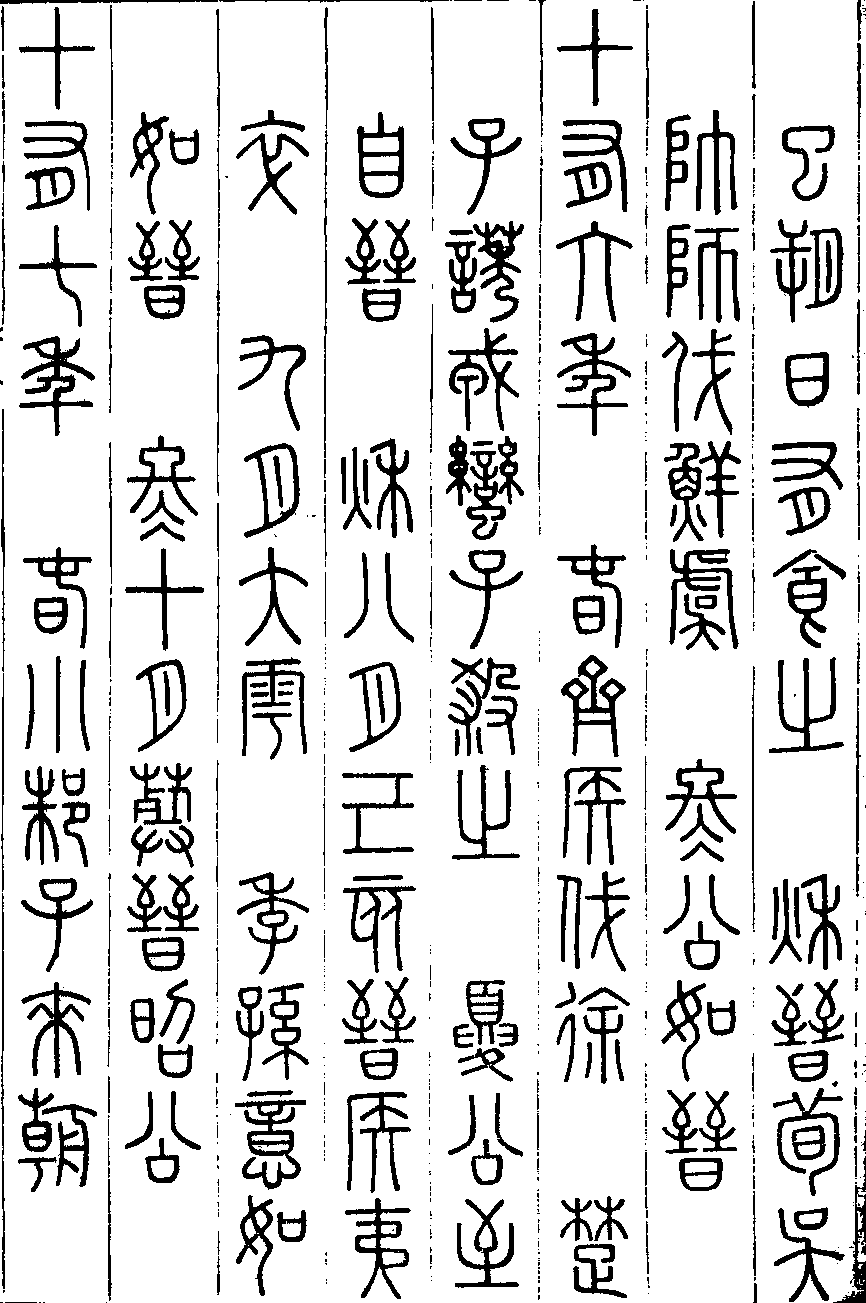 巳朔日有食之　秋晉荀吳
帥師伐鮮虞　冬公如晉
十有六年　春齊侯伐徐　楚
子誘戎蠻子殺之　夏公至
自晉　秋八月己亥晉侯夷
卒　九月大雩　季孫意如
如晉　冬十月葬晉昭公
十有七年　春小邾子來朝